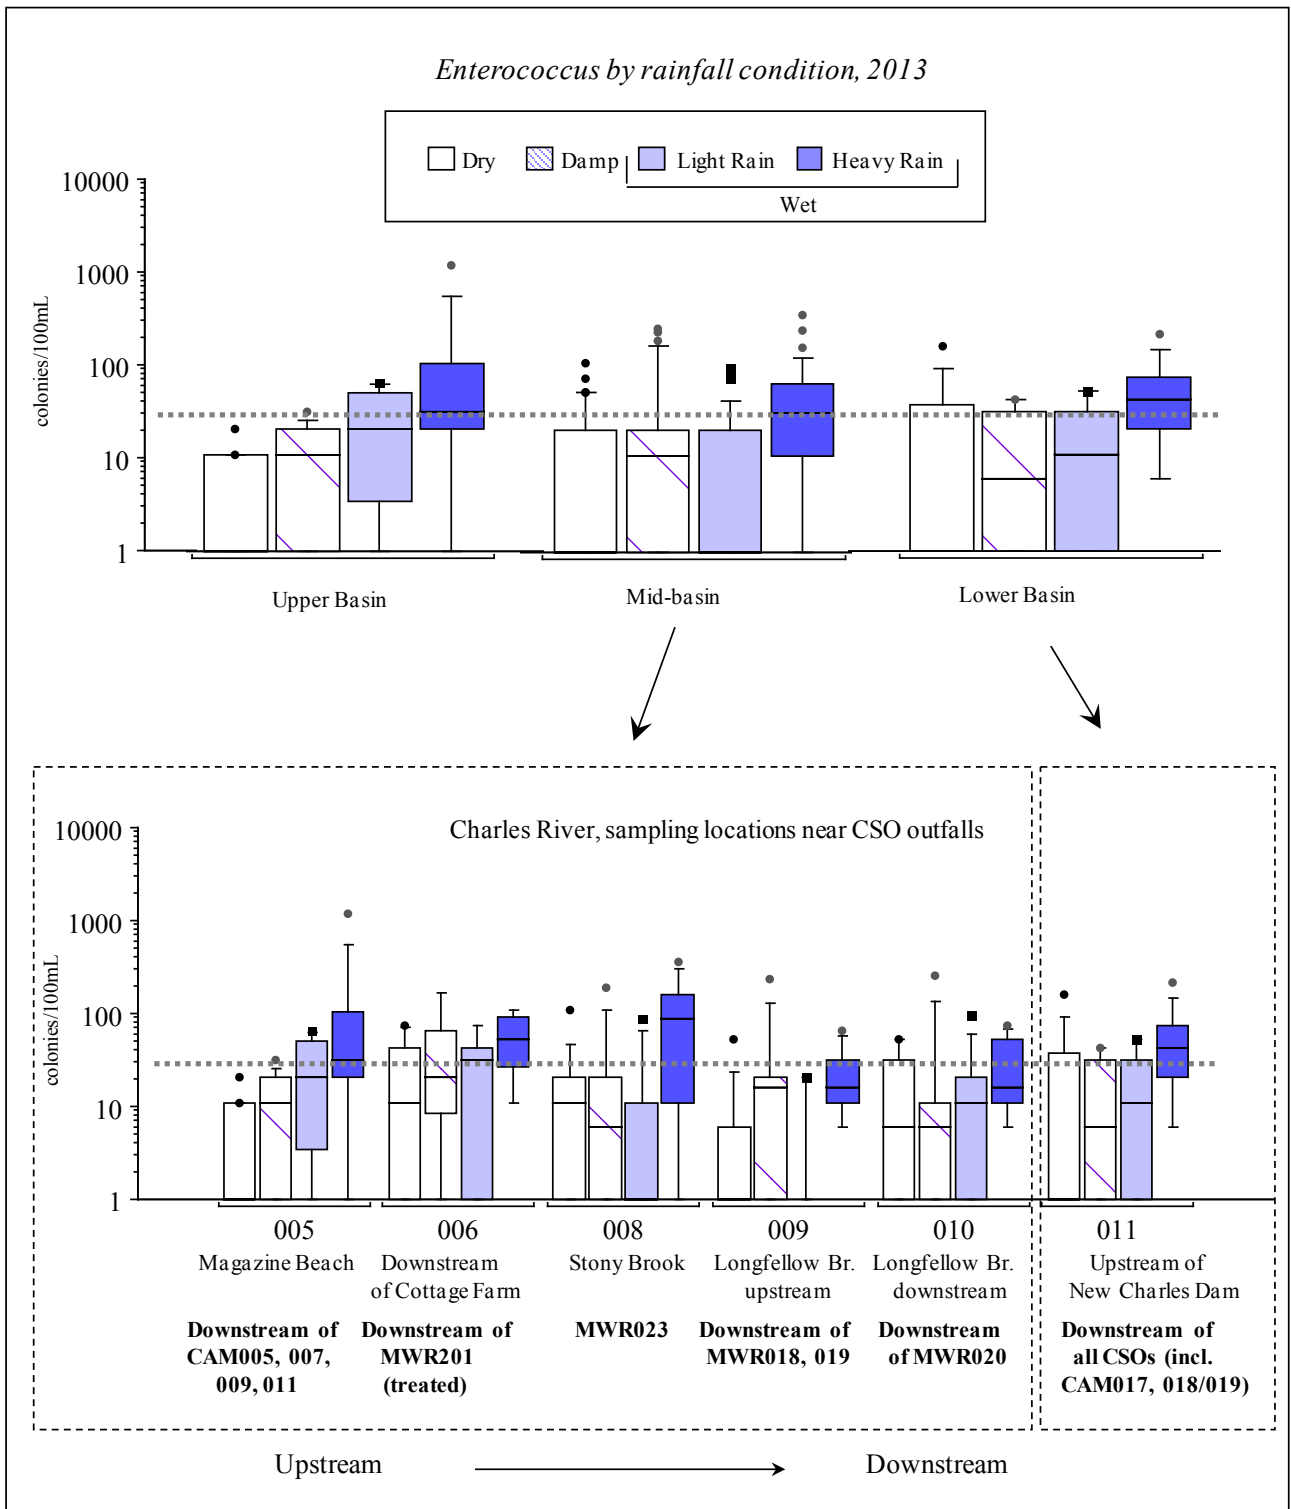 Enterococcus by rainfall condition, 2013
Dry Damp Light Rain Heavy Rain
Wet
colonies/100mL
10000
1000
100
10
1
Upper Basin Mid-basin Lower Basin
Charles River, sampling locations near CSO outfalls
colonies/100mL
10000
1000
100
10
1
005 006 008 009 010 011
Magazine Beach Downstream Stony Brook Longfellow Br. Longfellow Br. Upstream of
of Cottage Farm upstream downstream New Charles Dam
Downstream of Downstream of MWR023 Downstream of Downstream Downstream of
CAM005, 007, MWR201 MWR018, 019 of MWR020 all CSOs (incl.
009, 011 (treated) CAM017, 018/019)
Upstream Downstream